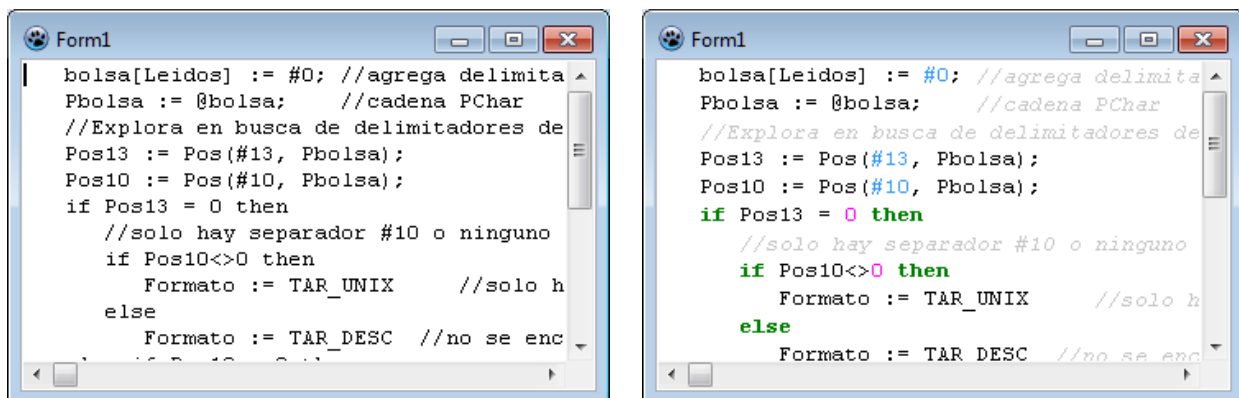 Form1
bolsa[Leidos] := #0; //agrega delimita
Pbolsa := @bolsa;    //cadena PChar
//Explora en busca de delimitadores de
Pos13 := Pos(#13, Pbolsa);
Pos10 := Pos(#10, Pbolsa);
if Pos13 = 0 then
   //solo hay separador #10 o ninguno
   if Pos10<>0 then
      Formato := TAR_UNIX     //solo h
   else
      Formato := TAR_DESC  //no se enc
Form1
bolsa[Leidos] := #0; //agrega delimita
Pbolsa := @bolsa;    //cadena PChar
//Explora en busca de delimitadores de
Pos13 := Pos(#13, Pbolsa);
Pos10 := Pos(#10, Pbolsa);
if Pos13 = 0 then
   //solo hay separador #10 o ninguno
   if Pos10<>0 then
      Formato := TAR_UNIX     //solo h
   else
      Formato := TAR_DESC  //no se enc